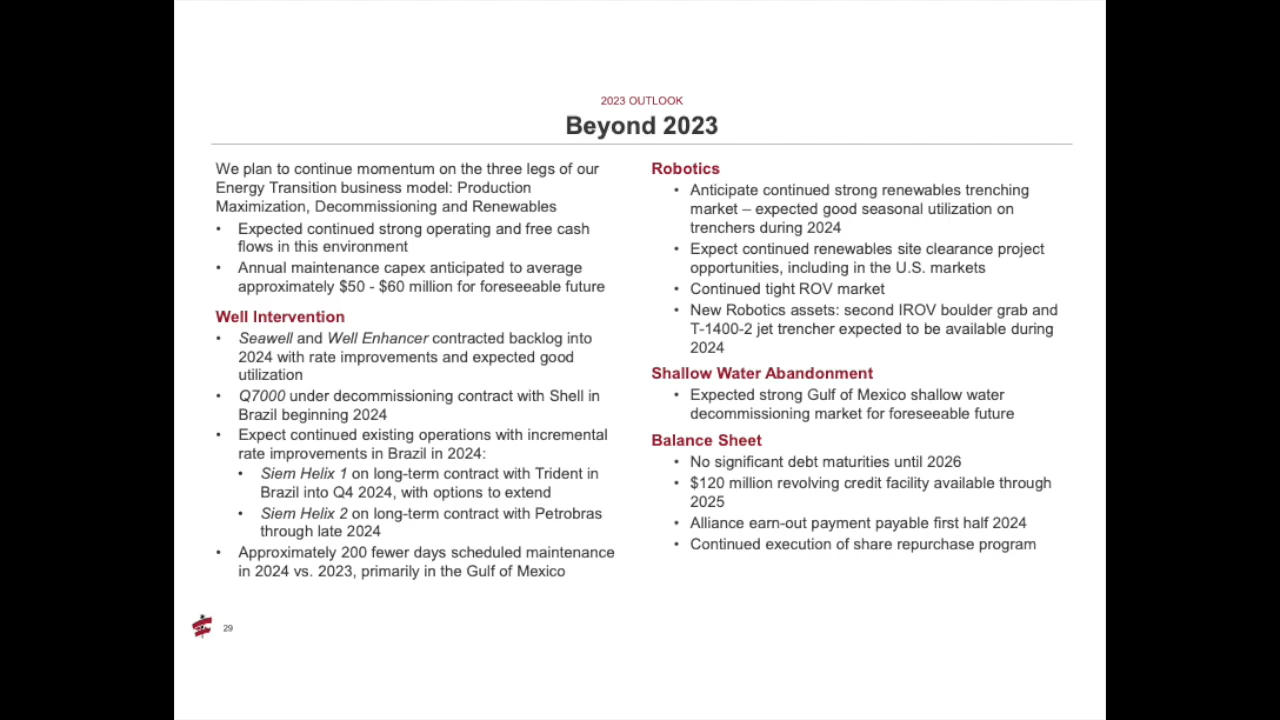 2023 OUTLOOK
Beyond 2023
We plan to continue momentum on the three legs of our
Energy Transition business model: Production
Maximization, Decommissioning and Renewables
• Expected continued strong operating and free cash
flows in this environment
• Annual maintenance capex anticipated to average
approximately $50 - $60 million for foreseeable future
Well Intervention
• Seawell and Well Enhancer contracted backlog into
2024 with rate improvements and expected good
utilization
• Q7000 under decommissioning contract with Shell in
Brazil beginning 2024
• Expect continued existing operations with incremental
rate improvements in Brazil in 2024:
• Siem Helix 1 on long-term contract with Trident in
Brazil into Q4 2024, with options to extend
• Siem Helix 2 on long-term contract with Petrobras
through late 2024
• Approximately 200 fewer days scheduled maintenance
in 2024 vs. 2023, primarily in the Gulf of Mexico
Robotics
• Anticipate continued strong renewables trenching
market – expected good seasonal utilization on
trenchers during 2024
• Expect continued renewables site clearance project
opportunities, including in the U.S. markets
• Continued tight ROV market
• New Robotics assets: second IROV boulder grab and
T-1400-2 jet trencher expected to be available during
2024
Shallow Water Abandonment
• Expected strong Gulf of Mexico shallow water
decommissioning market for foreseeable future
Balance Sheet
• No significant debt maturities until 2026
• $120 million revolving credit facility available through
2025
• Alliance earn-out payment payable first half 2024
• Continued execution of share repurchase program
29